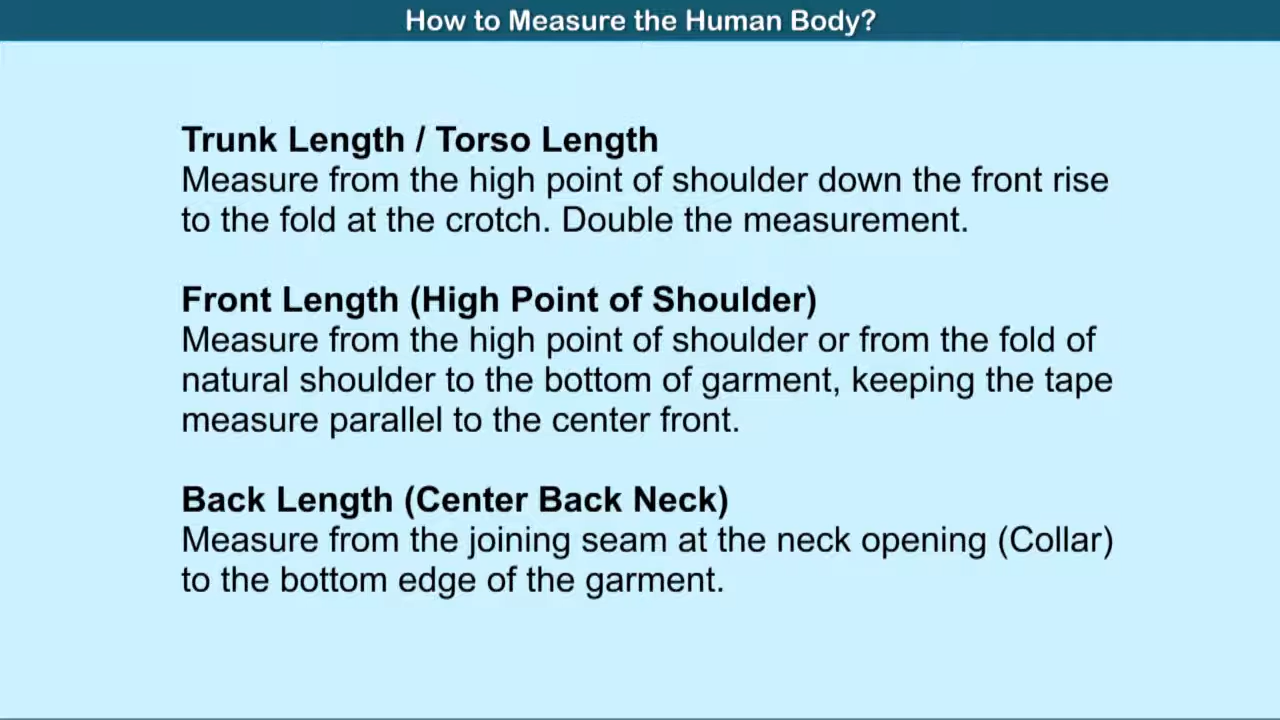 How to Measure the Human Body?
Trunk Length / Torso Length
Measure from the high point of shoulder down the front rise
to the fold at the crotch. Double the measurement.
Front Length (High Point of Shoulder)
Measure from the high point of shoulder or from the fold of
natural shoulder to the bottom of garment, keeping the tape
measure parallel to the center front.
Back Length (Center Back Neck)
Measure from the joining seam at the neck opening (Collar)
to the bottom edge of the garment.